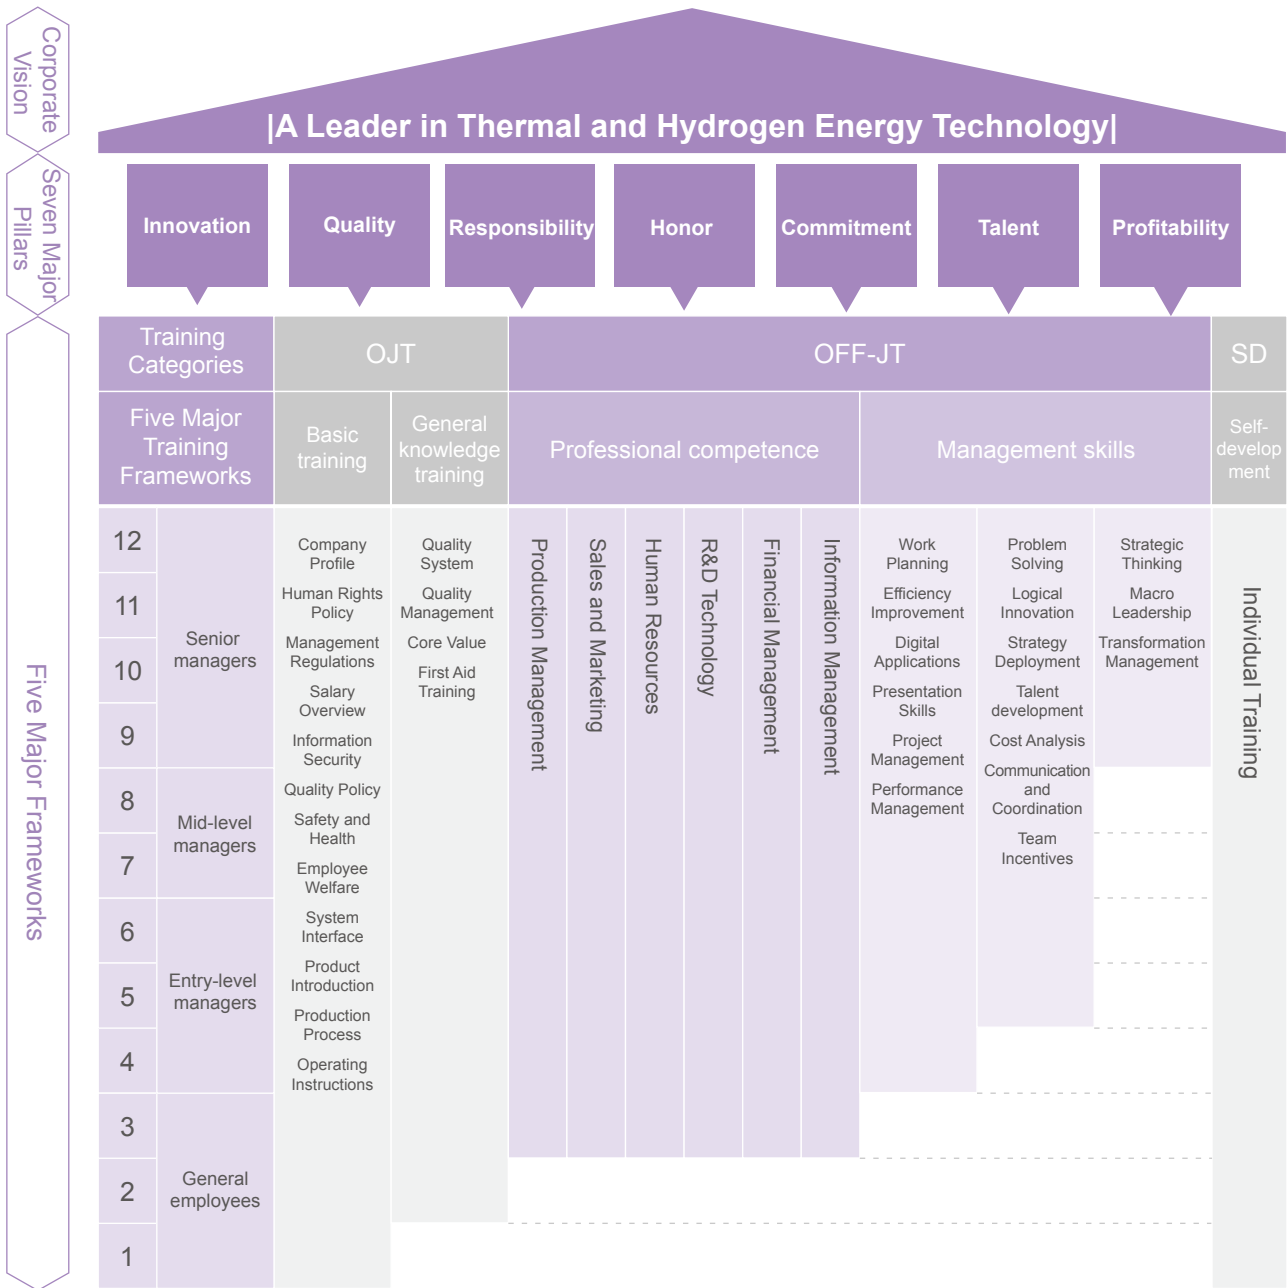 Corporate
Vision
|A Leader in Thermal and Hydrogen Energy Technology|
Seven Major
Pillars
Innovation
Quality
Responsibility
Honor
Commitment
Talent
Profitability
Five Major Frameworks
Training
Categories
OJT
OFF-JT
SD
Five Major
Training
Frameworks
Basic
training
General
knowledge
training
Professional competence
Management skills
Self-
develop
ment
12
11
10
9
8
7
6
5
4
3
2
1
Senior
managers
Mid-level
managers
Entry-level
managers
General
employees
Company
Profile
Human Rights
Policy
Management
Regulations
Salary
Overview
Information
Security
Quality Policy
Safety and
Health
Employee
Welfare
System
Interface
Product
Introduction
Production
Process
Operating
Instructions
Quality
System
Quality
Management
Core Value
First Aid
Training
Production Management
Sales and Marketing
Human Resources
R&D Technology
Financial Management
Information Management
Work
Planning
Efficiency
Improvement
Digital
Applications
Presentation
Skills
Project
Management
Performance
Management
Problem
Solving
Logical
Innovation
Strategy
Deployment
Talent
development
Cost Analysis
Communication
and
Coordination
Team
Incentives
Strategic
Thinking
Macro
Leadership
Transformation
Management
Individual Training